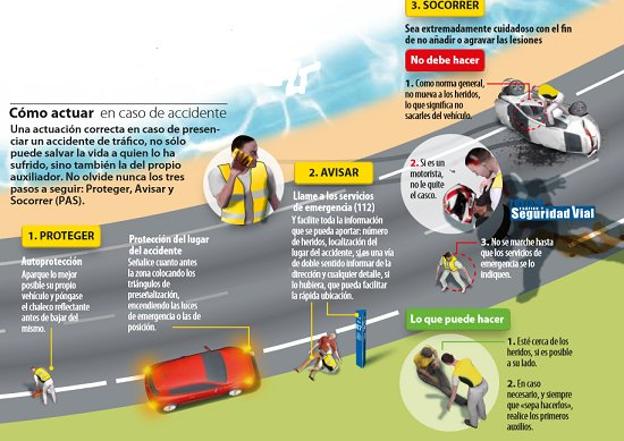 3. SOCORRER
Sea extremadamente cuidadoso con el fin
de no añadir o agravar las lesiones
No debe hacer
1. Como norma general,
no mueva a los heridos,
lo que significa no
sacarles del vehículo.
Cómo actuar en caso de accidente
Una actuación correcta en caso de presen-
ciar un accidente de tráfico, no sólo
puede salvar la vida a quien lo ha
sufrido, sino también la del propio
auxiliador. No olvide nunca los tres
pasos a seguir: Proteger, Avisar y
Socorrer (PAS).
2. AVISAR
Llame a los servicios
de emergencia (112)
Y facilite toda la información
que se pueda aportar: número
de heridos, localización del
lugar del accidente, si es una vía
de doble sentido informar de la
dirección y cualquier detalle, si
lo hubiera, que pueda facilitar
la rápida ubicación.
2. Si es un
motorista,
no le quite
el casco.
Seguridad Vial
3. No se marche hasta
que los servicios de
emergencia se lo
indiquen.
1. PROTEGER
Autoprotección
Aparque lo mejor
posible su propio
vehículo y póngase
el chaleco reflectante
antes de bajar del
mismo.
Protección del lugar
del accidente
Señalice cuanto antes
la zona colocando los
triángulos de
preseñalización,
encendiendo las luces
de emergencia o las de
posición.
SOS
Lo que puede hacer
1. Esté cerca de los
heridos, si es posible
a su lado.
2. En caso
necesario, y siempre
que «sepa hacerlos»,
realice los primeros
auxilios.